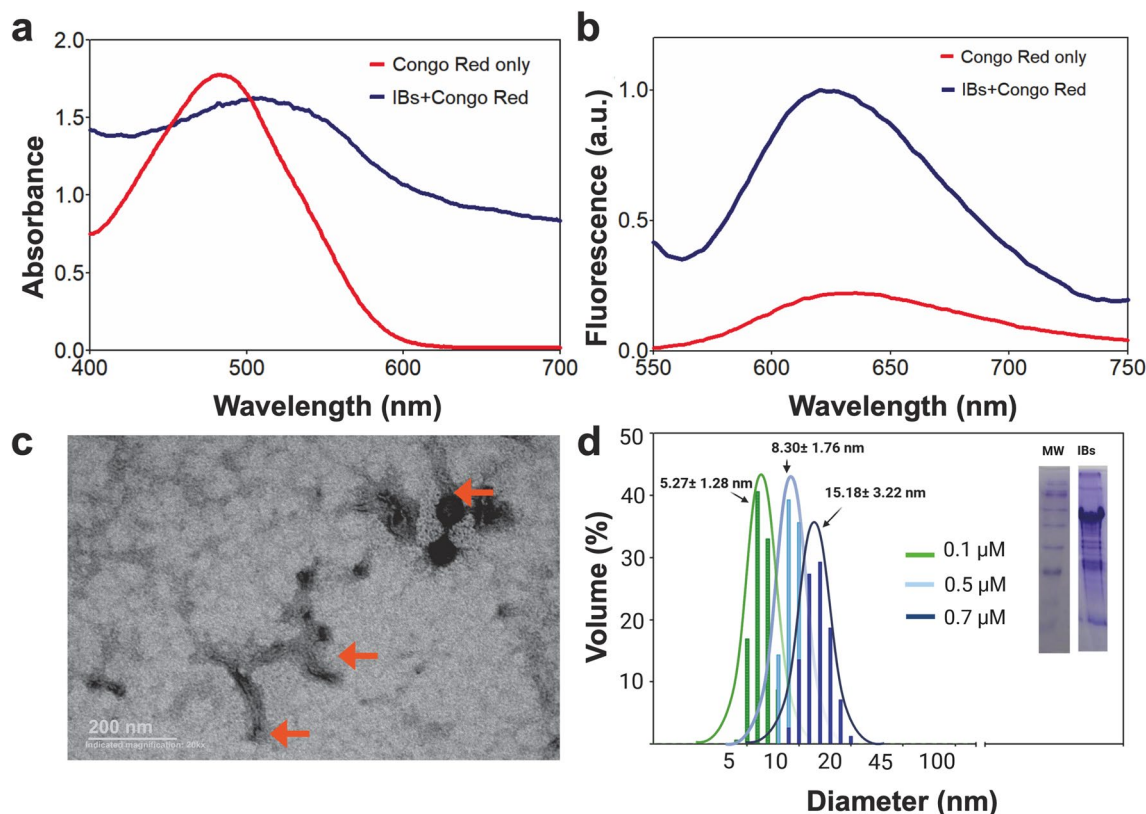 a
2.0
1.5
1.0
0.5
0.0
400
500
600
700
Absorbance
Wavelength (nm)
Congo Red only
IBs+Congo Red
b
1.0
0.5
0.0
550
600
650
700
750
Fluorescence (a.u.)
Wavelength (nm)
Congo Red only
IBs+Congo Red
c
200 nm
Indicated magnification: 20kx
d
50
40
30
20
10
5
10
20
45
100
Volume (%)
Diameter (nm)
5.27± 1.28 nm
8.30± 1.76 nm
15.18± 3.22 nm
0.1 µM
0.5 µM
0.7 µM
MW
IBs